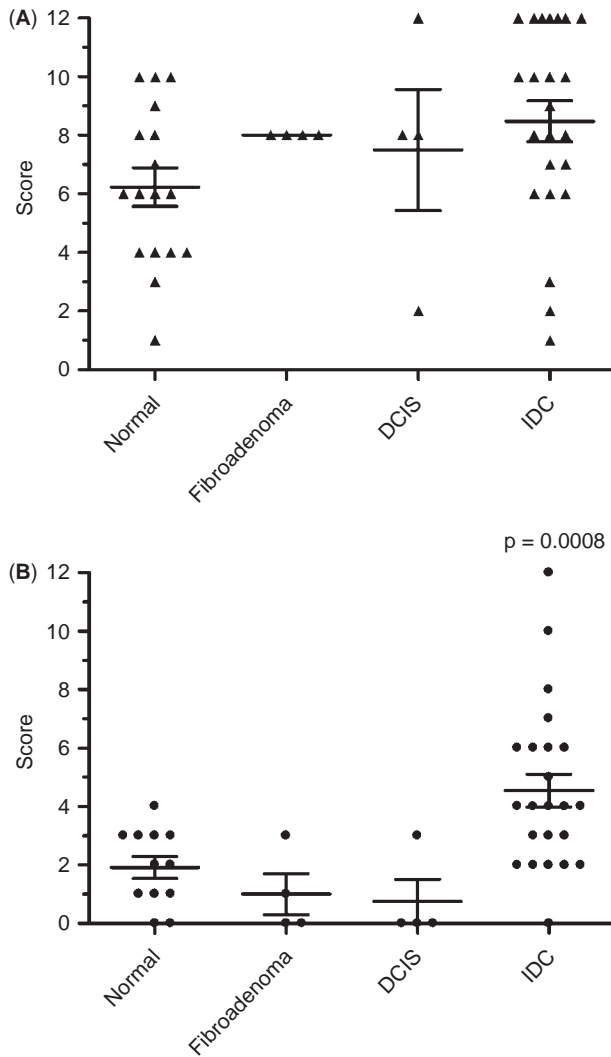 (A)
12
10
8
6
4
2
0
Score
Normal
Fibroadenoma
DCIS
IDC
p = 0.0008
(B)
12
10
8
6
4
2
0
Score
Normal
Fibroadenoma
DCIS
IDC